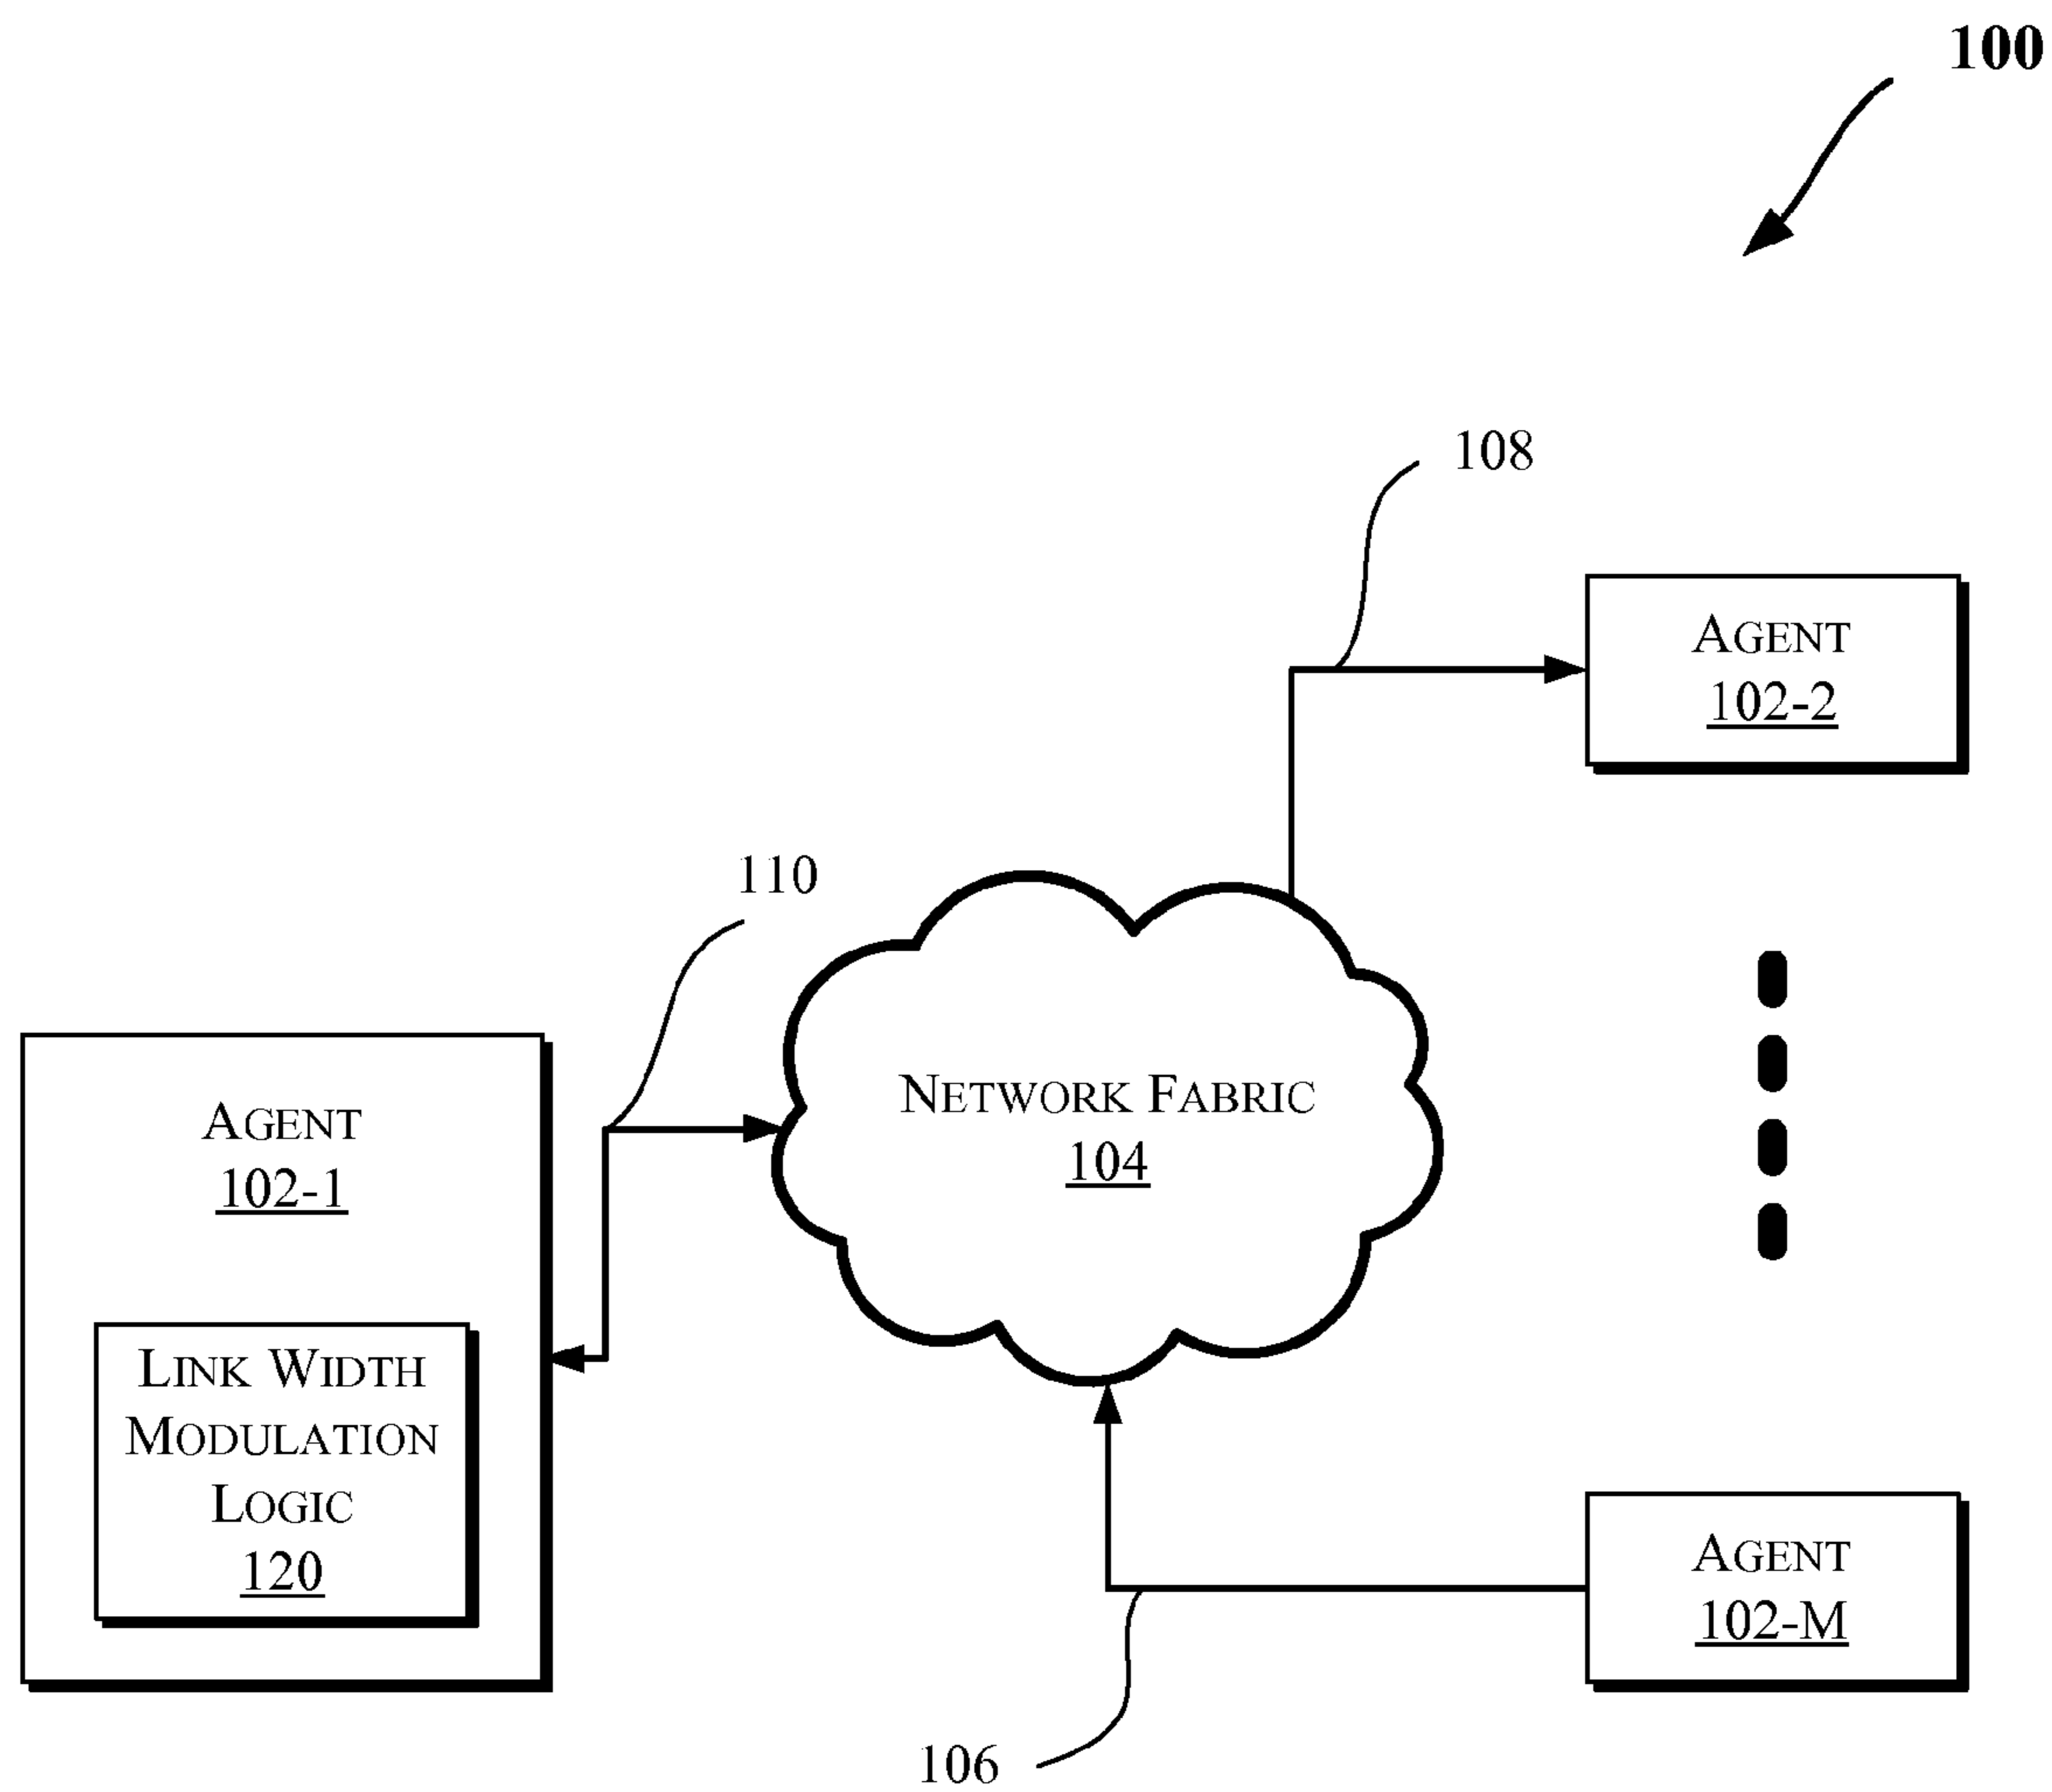 100
108
AGENT
102-2
110
NETWORK FABRIC
104
AGENT
102-1
LINK WIDTH
MODULATION
LOGIC
120
AGENT
102-M
106